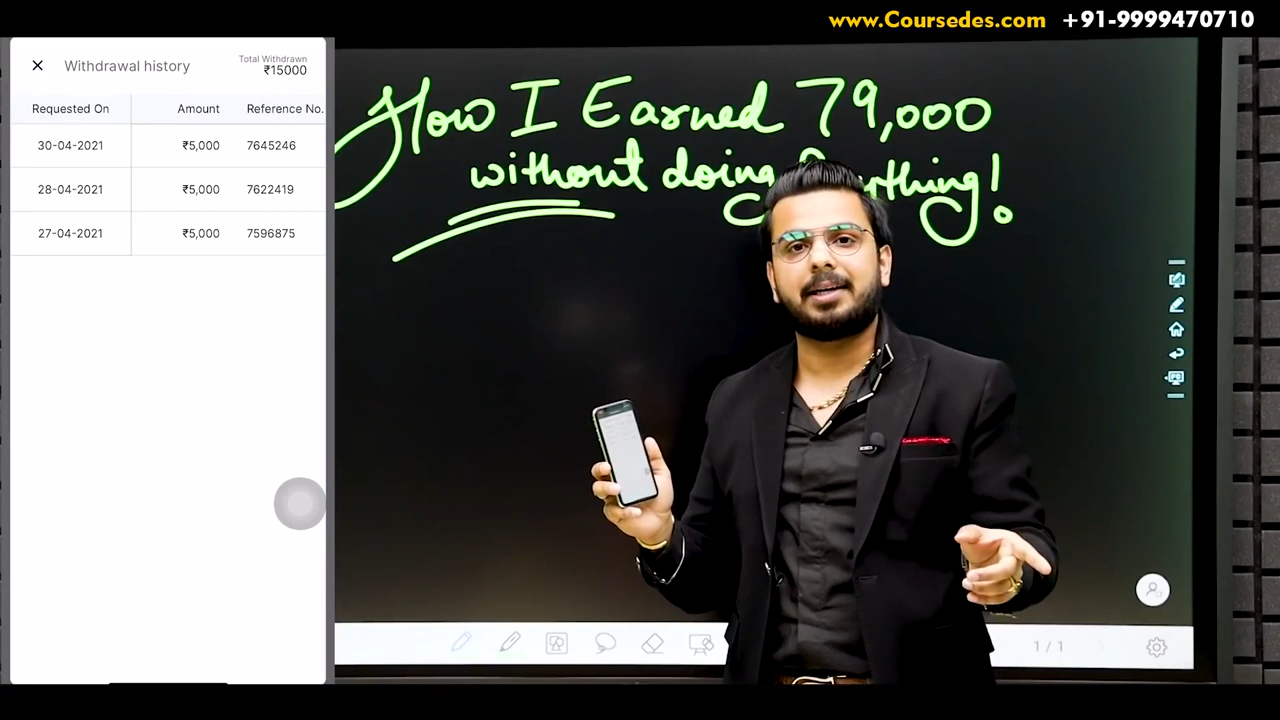 www.Coursedes.com +91-9999470710
Withdrawal history
Total Withdrawn
₹15000
Requested On Amount Reference No.
30-04-2021 ₹5,000 7645246
28-04-2021 ₹5,000 7622419
27-04-2021 ₹5,000 7596875
How I Earned 79,000
without doing
1/1